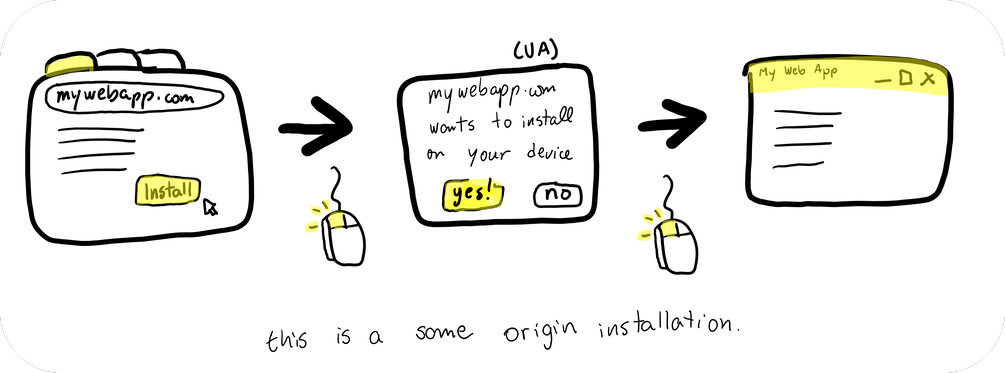 mywebapp.com
Install
(UA)
mywebapp.com
wants to install
on your device
yes!
no
My Web App
this is a same origin installation.